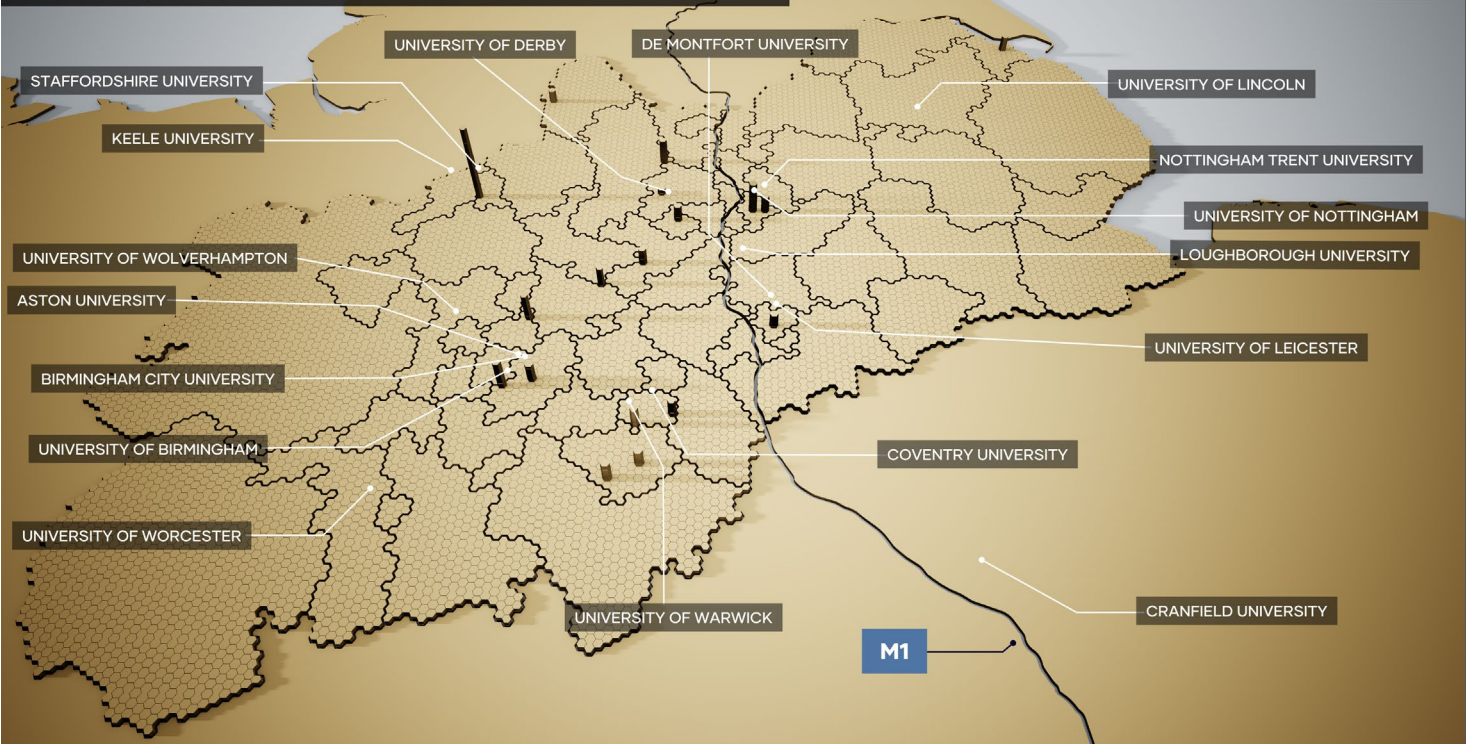 UNIVERSITY OF DERBY
DE MONTFORT UNIVERSITY
STAFFORDSHIRE UNIVERSITY
UNIVERSITY OF LINCOLN
KEELE UNIVERSITY
NOTTINGHAM TRENT UNIVERSITY
UNIVERSITY OF NOTTINGHAM
UNIVERSITY OF WOLVERHAMPTON
LOUGHBOROUGH UNIVERSITY
ASTON UNIVERSITY
UNIVERSITY OF LEICESTER
BIRMINGHAM CITY UNIVERSITY
UNIVERSITY OF BIRMINGHAM
COVENTRY UNIVERSITY
UNIVERSITY OF WORCESTER
UNIVERSITY OF WARWICK
CRANFIELD UNIVERSITY
M1